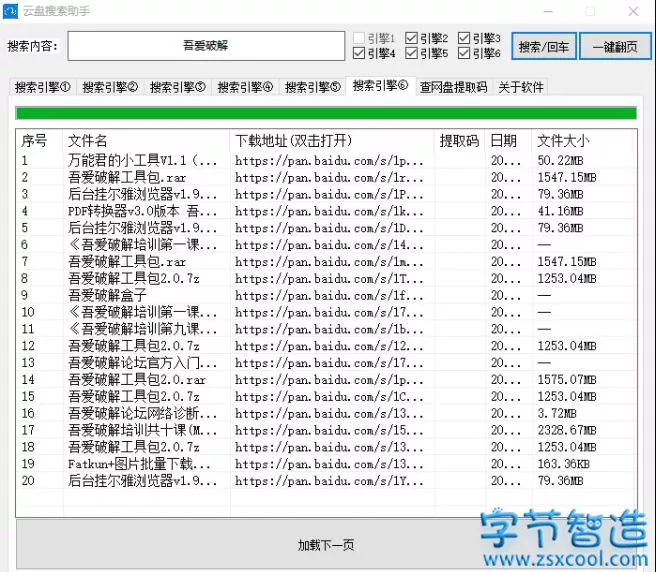 云盘搜索助手
搜索内容: 吾爱破解 引擎1 引擎2 引擎3 搜索/回车 一键翻页
引擎4 引擎5 引擎6
搜索引擎① 搜索引擎② 搜索引擎③ 搜索引擎④ 搜索引擎⑤ 搜索引擎⑥ 查网盘提取码 关于软件
序号 文件名 下载地址(双击打开) 提取码 日期 文件大小
1 万能君的小工具V1.1 (... https://pan.baidu.com/s/1p... 20... 50.22MB
2 吾爱破解工具包.rar https://pan.baidu.com/s/1r... 20... 1547.15MB
3 后台挂尔雅浏览器v1.9... https://pan.baidu.com/s/1P... 20... 79.36MB
4 PDF转换器v3.0版本 吾... https://pan.baidu.com/s/1k... 20... 41.16MB
5 后台挂尔雅浏览器v1.9... https://pan.baidu.com/s/1D... 20... 79.36MB
6 《吾爱破解培训第一课... https://pan.baidu.com/s/14... 20... —
7 吾爱破解工具包.rar https://pan.baidu.com/s/1m... 20... 1547.15MB
8 吾爱破解工具包2.0.7z https://pan.baidu.com/s/1T... 20... 1253.04MB
9 吾爱破解盒子 https://pan.baidu.com/s/1f... 20... —
10 《吾爱破解培训第一课... https://pan.baidu.com/s/17... 20... —
11 《吾爱破解培训第九课... https://pan.baidu.com/s/1b... 20... —
12 吾爱破解工具包2.0.7z https://pan.baidu.com/s/12... 20... 1253.04MB
13 吾爱破解论坛官方入门... https://pan.baidu.com/s/17... 20... —
14 吾爱破解工具包2.0.rar https://pan.baidu.com/s/1p... 20... 1575.07MB
15 吾爱破解工具包2.0.7z https://pan.baidu.com/s/1C... 20... 1253.04MB
16 吾爱破解论坛网络诊断... https://pan.baidu.com/s/13... 20... 3.72MB
17 吾爱破解培训共十课(M... https://pan.baidu.com/s/15... 20... 2328.67MB
18 吾爱破解工具包2.0.7z https://pan.baidu.com/s/13... 20... 1253.04MB
19 Fatkun+图片批量下载... https://pan.baidu.com/s/13... 20... 163.36KB
20 后台挂尔雅浏览器v1.9... https://pan.baidu.com/s/1Y... 20... 79.36MB
加载下一页
字节智造
www.zsxcool.com